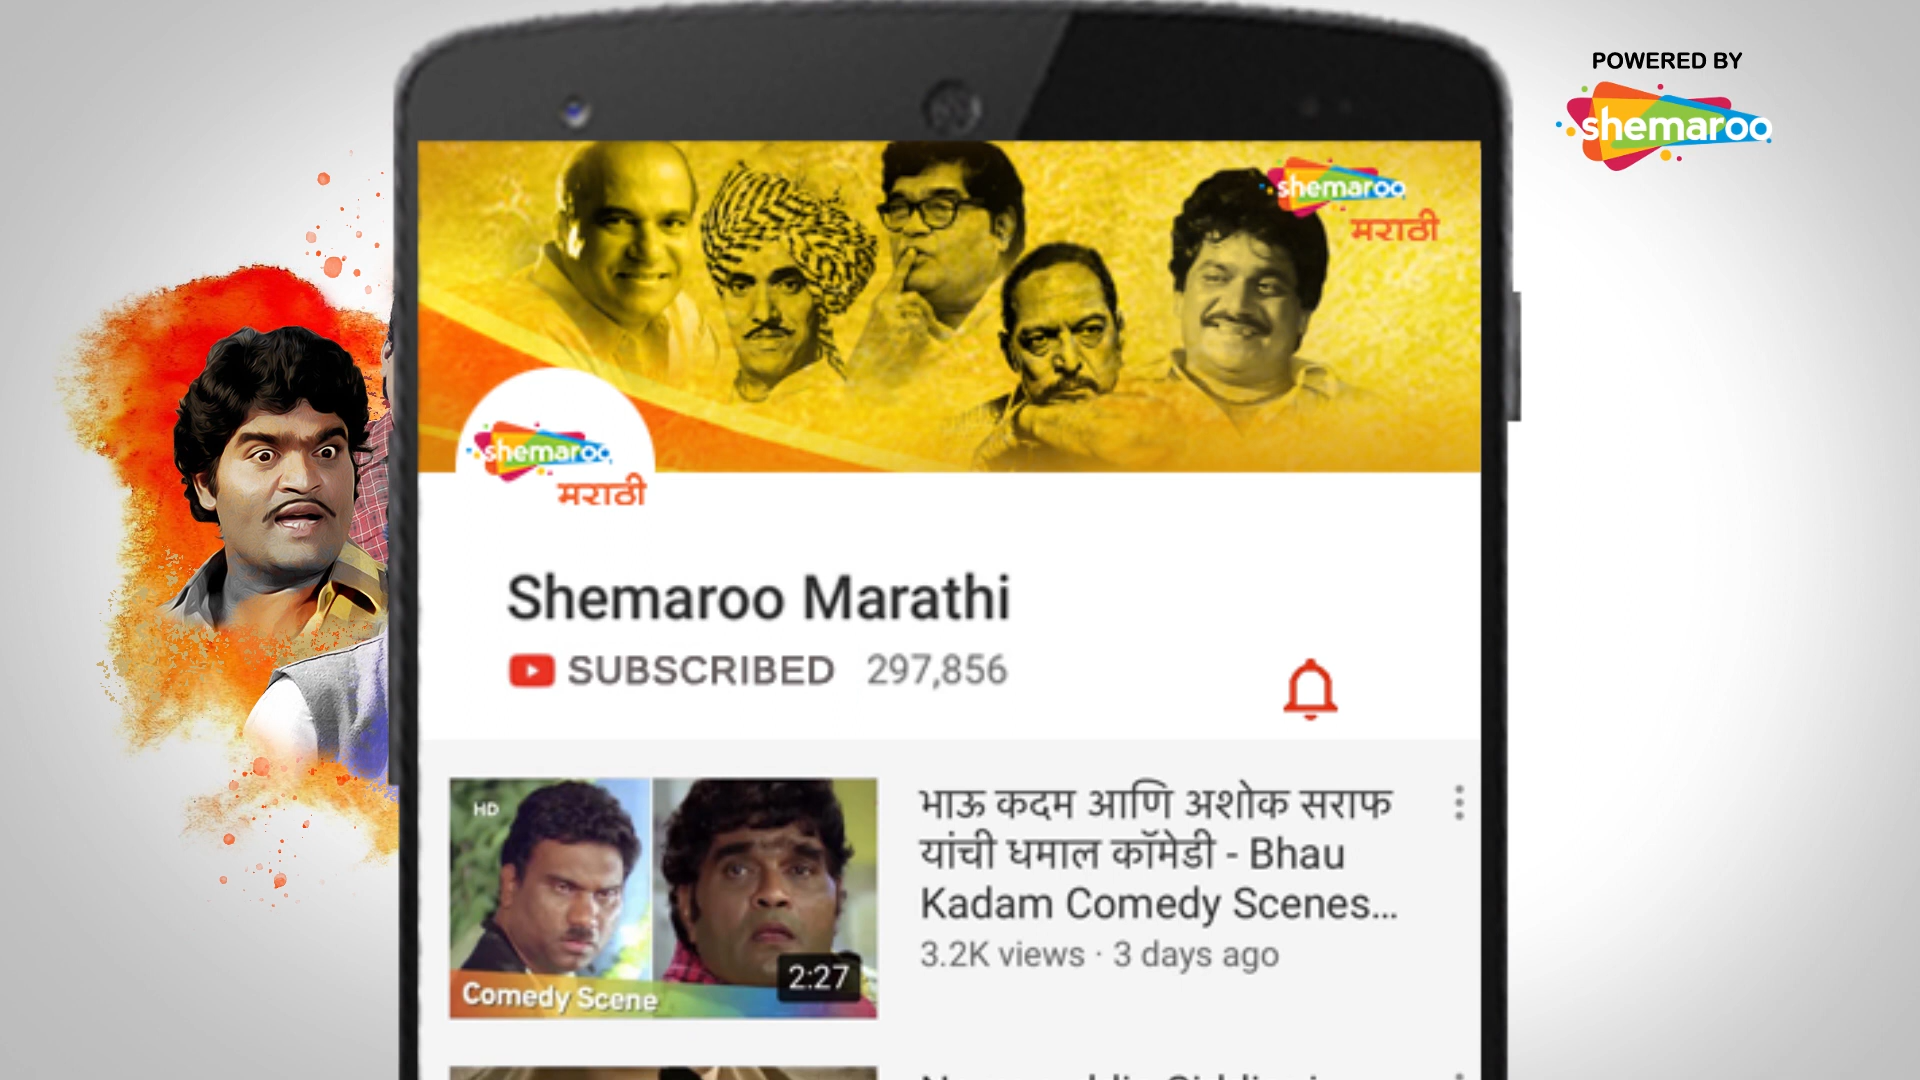 POWERED BY
shemaroo
shemaroo
मराठी
shemaroo
मराठी
Shemaroo Marathi
SUBSCRIBED 297,856
HD
Comedy Scene
2:27
भाऊ कदम आणि अशोक सराफ
यांची धमाल कॉमेडी - Bhau
Kadam Comedy Scenes...
3.2K views · 3 days ago